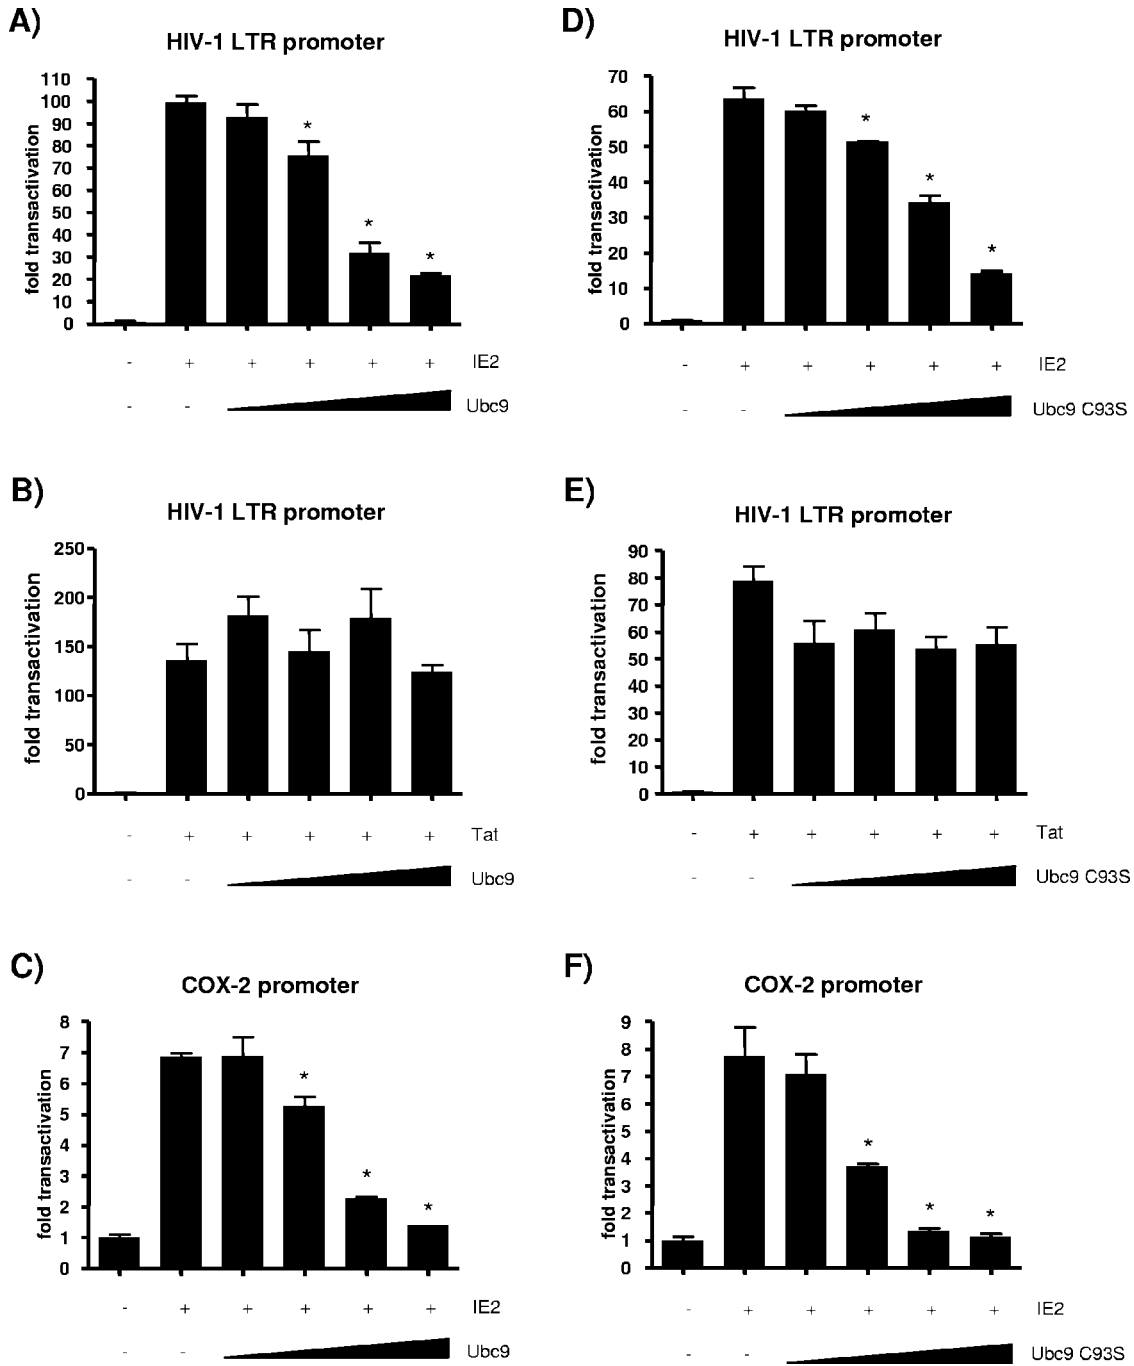 A)
HIV-1 LTR promoter
fold transactivation
110
100
90
80
70
60
50
40
30
20
10
0
* * *
- + + + + + IE2
- - Ubc9
D)
HIV-1 LTR promoter
fold transactivation
70
60
50
40
30
20
10
0
* * *
- + + + + + IE2
- - Ubc9 C93S
B)
HIV-1 LTR promoter
fold transactivation
250
200
150
100
50
0
- + + + + + Tat
- - Ubc9
E)
HIV-1 LTR promoter
fold transactivation
90
80
70
60
50
40
30
20
10
0
- + + + + + Tat
- - Ubc9 C93S
C)
COX-2 promoter
fold transactivation
8
7
6
5
4
3
2
1
0
* * *
- + + + + + IE2
- - Ubc9
F)
COX-2 promoter
fold transactivation
9
8
7
6
5
4
3
2
1
0
* * *
- + + + + + IE2
- - Ubc9 C93S